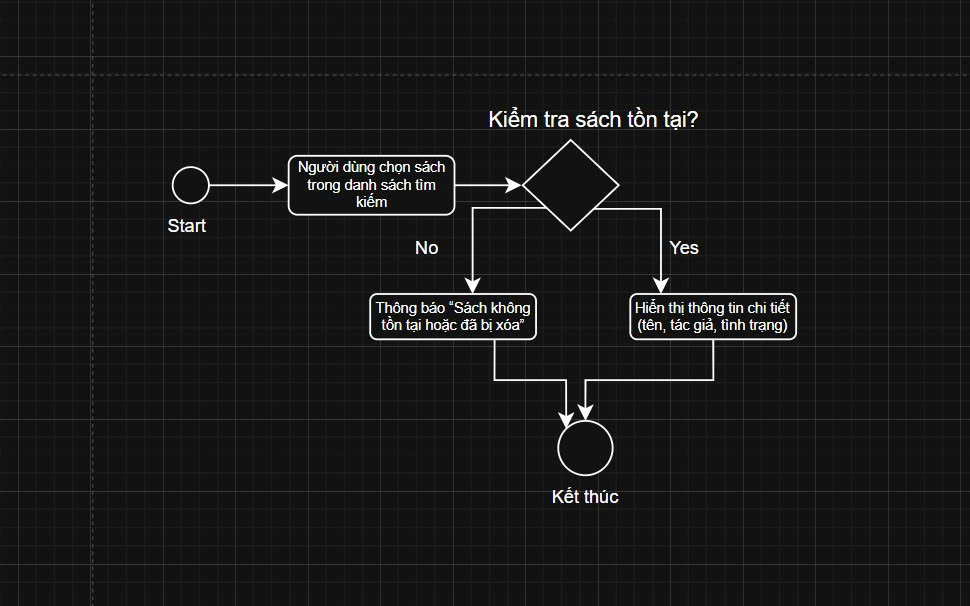 Kiểm tra sách tồn tại?
Người dùng chọn sách
trong danh sách tìm
kiếm
Start
No
Yes
Thông báo “Sách không
tồn tại hoặc đã bị xóa”
Hiển thị thông tin chi tiết
(tên, tác giả, tình trạng)
Kết thúc